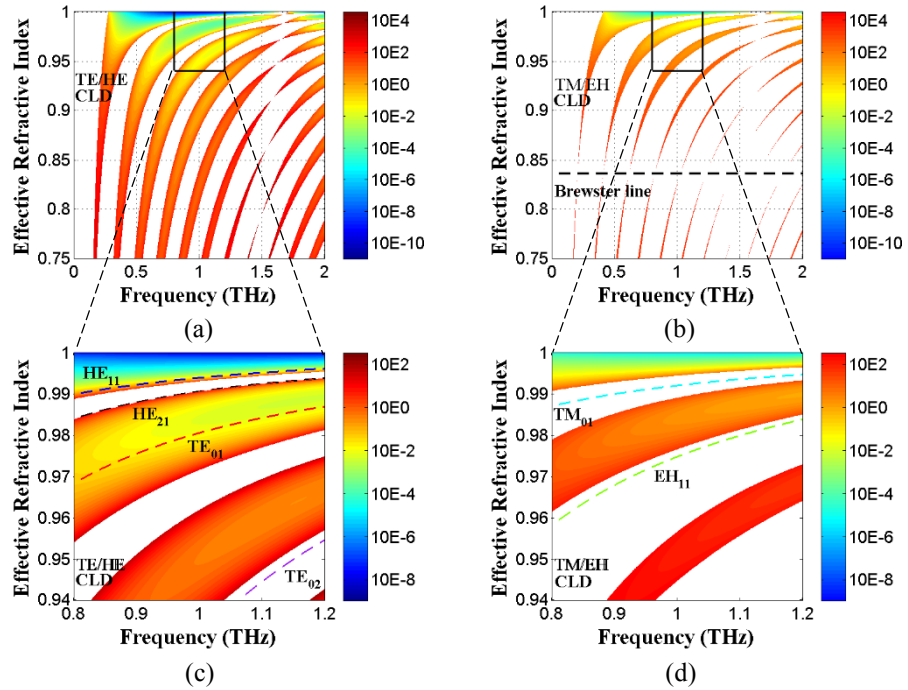 1
0.95
0.9
0.85
0.8
0.75
Effective Refractive Index
TE/HE
CLD
0
0.5
1
1.5
2
Frequency (THz)
10E4
10E2
10E-0
10E-2
10E-4
10E-6
10E-8
10E-10
(a)
1
0.95
0.9
0.85
0.8
0.75
Effective Refractive Index
TM/EH
CLD
Brewster line
0
0.5
1
1.5
2
Frequency (THz)
10E4
10E2
10E-0
10E-2
10E-4
10E-6
10E-8
10E-10
(b)
1
0.99
0.98
0.97
0.96
0.95
0.94
Effective Refractive Index
HE11
HE21
TE01
TE/HE
CLD
TE02
0.8
0.9
1
1.1
1.2
Frequency (THz)
10E2
10E0
10E-2
10E-4
10E-6
10E-8
(c)
1
0.99
0.98
0.97
0.96
0.95
0.94
Effective Refractive Index
TM01
EH11
TM/EH
CLD
0.8
0.9
1
1.1
1.2
Frequency (THz)
10E2
10E0
10E-2
10E-4
10E-6
10E-8
(d)